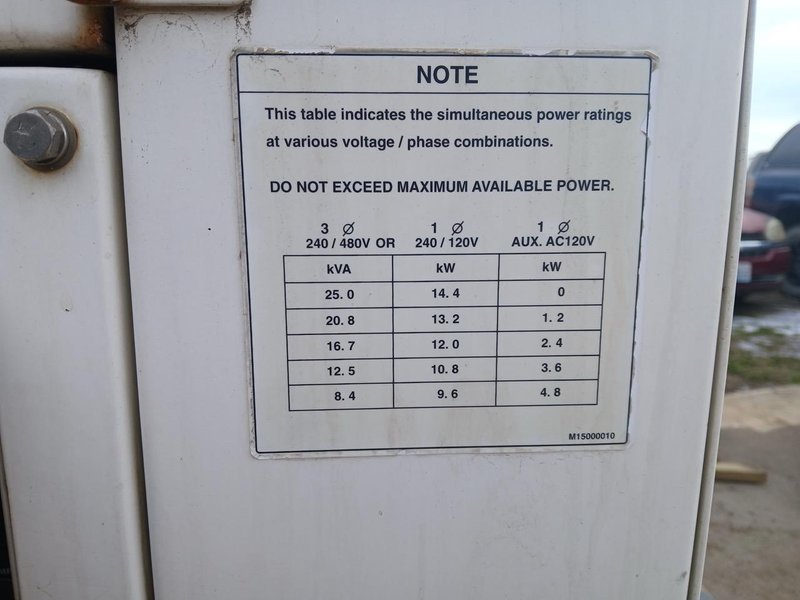 NOTE
This table indicates the simultaneous power ratings
at various voltage / phase combinations.
DO NOT EXCEED MAXIMUM AVAILABLE POWER.
3 Ø 1 Ø 1 Ø
240 / 480V OR 240 / 120V AUX. AC120V
kVA kW kW
25. 0 14. 4 0
20. 8 13. 2 1. 2
16. 7 12. 0 2. 4
12. 5 10. 8 3. 6
8. 4 9. 6 4. 8
M15000010